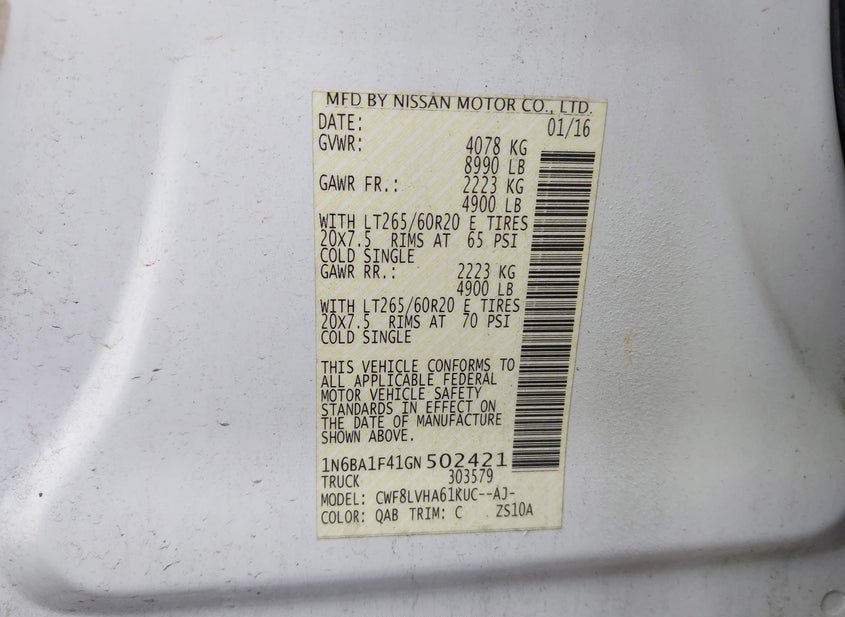 MFD BY NISSAN MOTOR CO., LTD.
DATE: 01/16
GVWR: 4078 KG
8990 LB
GAWR FR.: 2223 KG
4900 LB
WITH LT265/60R20 E TIRES
20X7.5 RIMS AT 65 PSI
COLD SINGLE
GAWR RR.: 2223 KG
4900 LB
WITH LT265/60R20 E TIRES
20X7.5 RIMS AT 70 PSI
COLD SINGLE
THIS VEHICLE CONFORMS TO
ALL APPLICABLE FEDERAL
MOTOR VEHICLE SAFETY
STANDARDS IN EFFECT ON
THE DATE OF MANUFACTURE
SHOWN ABOVE.
1N6BA1F41GN502421
TRUCK 303579
MODEL: CWF8LVHA61KUC--AJ-
COLOR: QAB TRIM: C ZS10A